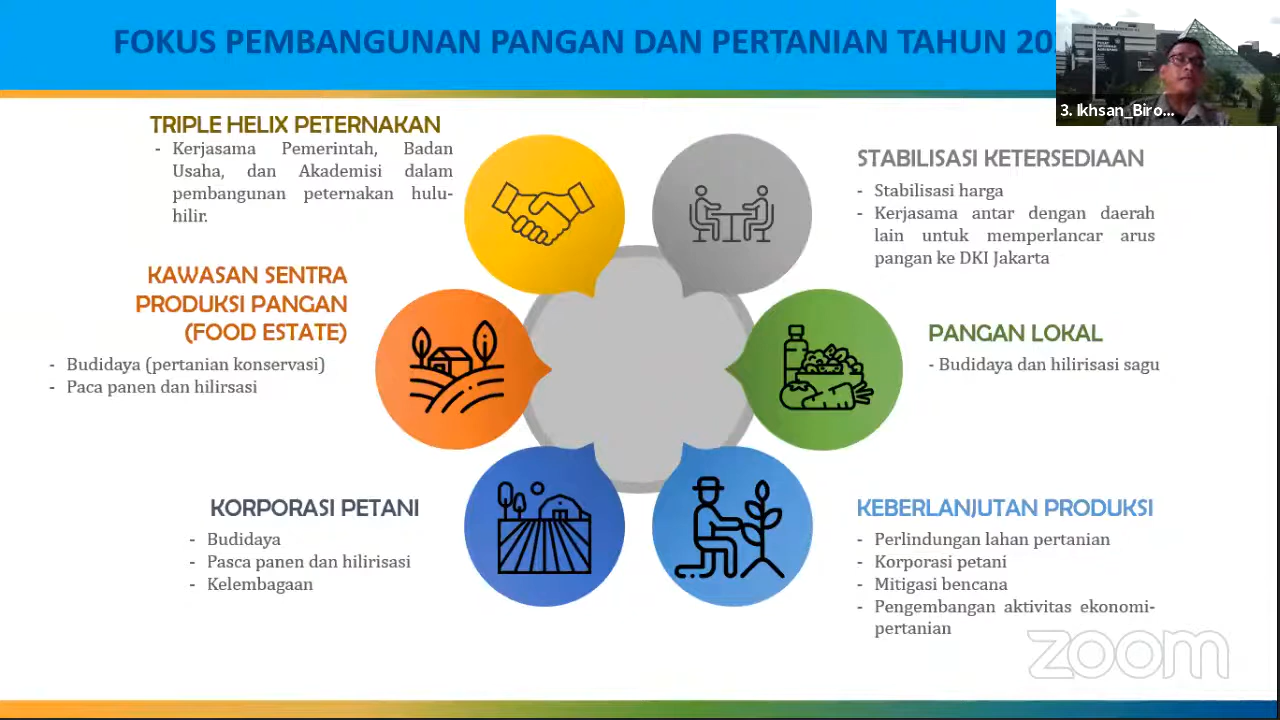 FOKUS PEMBANGUNAN PANGAN DAN PERTANIAN TAHUN
3. Ikhsan_Biro...
TRIPLE HELIX PETERNAKAN
- Kerjasama Pemerintah, Badan
Usaha, dan Akademisi dalam
pembangunan peternakan hulu-
hilir.
KAWASAN SENTRA
PRODUKSI PANGAN
(FOOD ESTATE)
- Budidaya (pertanian konservasi)
- Paca panen dan hilirsasi
KORPORASI PETANI
- Budidaya
- Pasca panen dan hilirisasi
- Kelembagaan
STABILISASI KETERSEDIAAN
- Stabilisasi harga
- Kerjasama antar dengan daerah
lain untuk memperlancar arus
pangan ke DKI Jakarta
PANGAN LOKAL
- Budidaya dan hilirisasi sagu
KEBERLANJUTAN PRODUKSI
- Perlindungan lahan pertanian
- Korporasi petani
- Mitigasi bencana
- Pengembangan aktivitas ekonomi-
pertanian
zoom